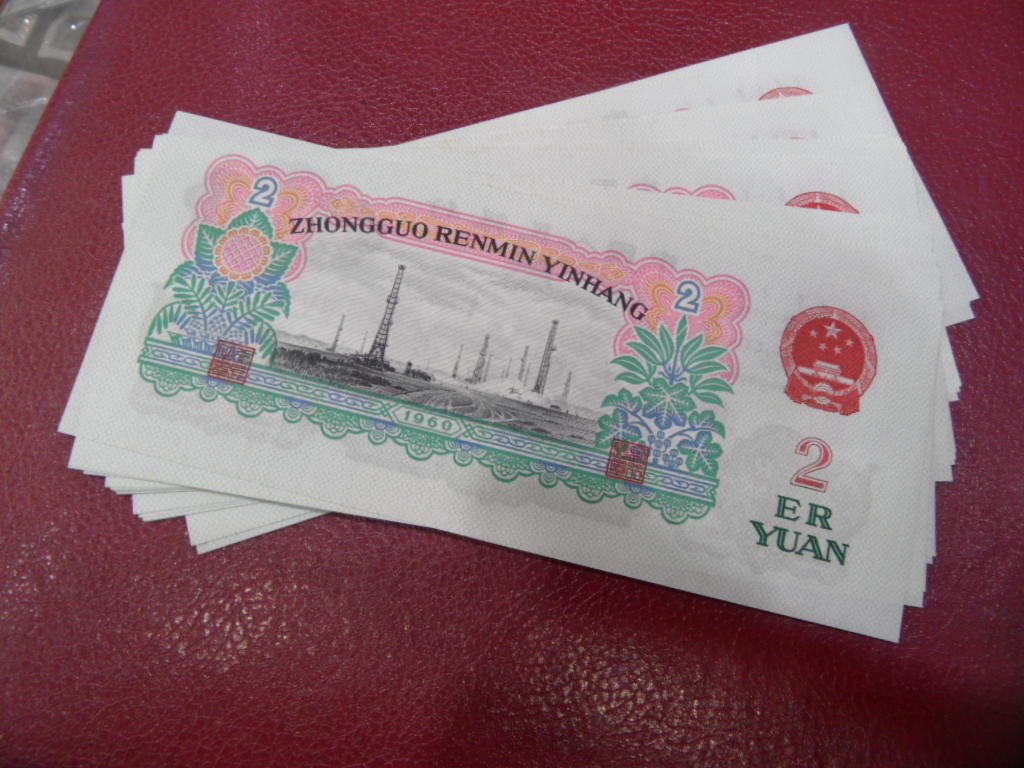 2
ZHONGGUO RENMIN YINHANG
2
1960
2
ER
YUAN